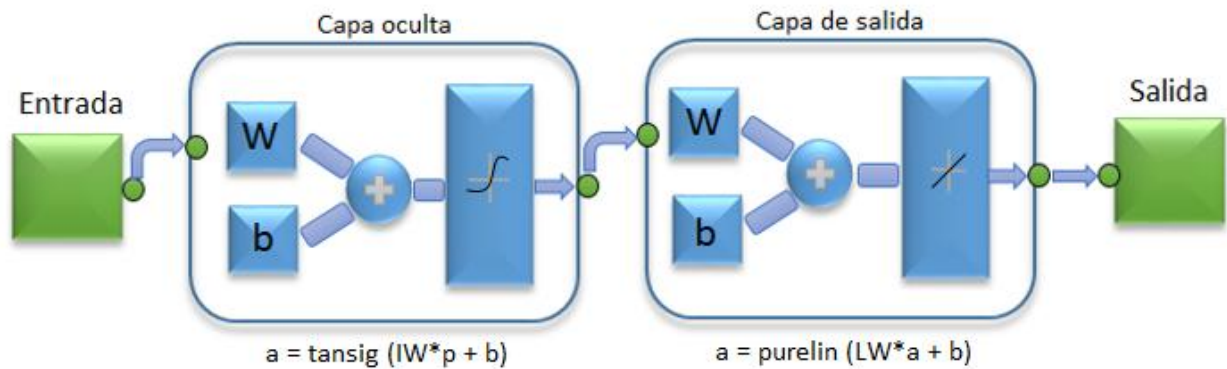 Capa oculta
Capa de salida
Entrada
Salida
W
b
W
b
a = tansig (IW*p + b)
a = purelin (LW*a + b)